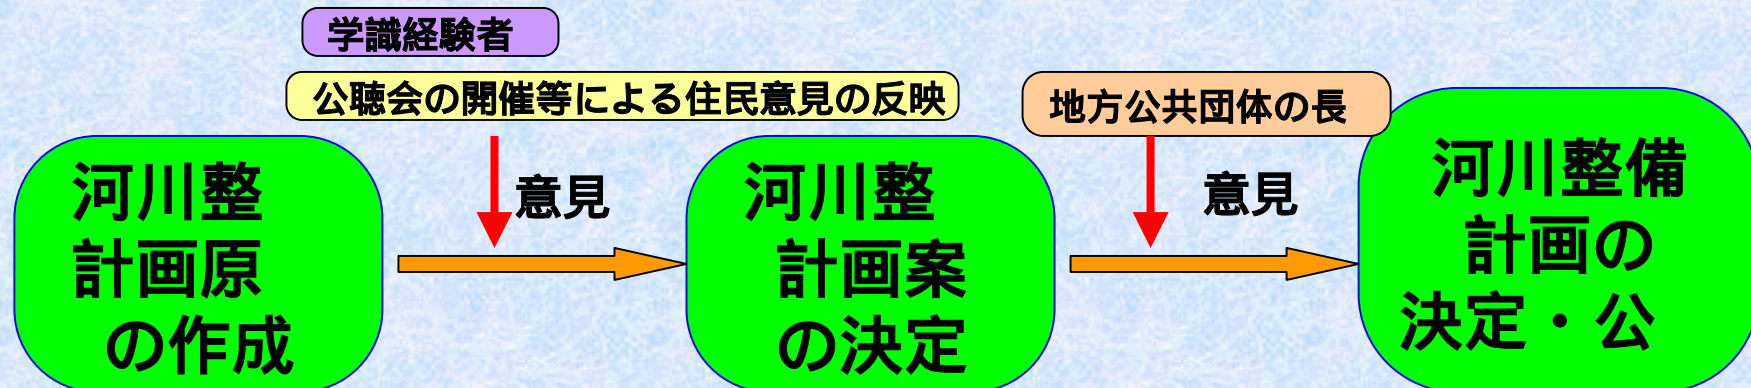 学識経験者
公聴会の開催等による住民意見の反映
地方公共団体の長
河川整
計画原
の作成
意見
河川整
計画案
の決定
意見
河川整備
計画の
決定・公